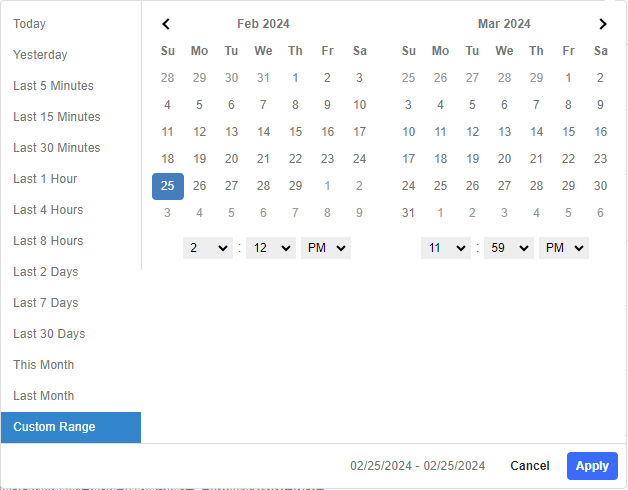 Today
Yesterday
Last 5 Minutes
Last 15 Minutes
Last 30 Minutes
Last 1 Hour
Last 4 Hours
Last 8 Hours
Last 2 Days
Last 7 Days
Last 30 Days
This Month
Last Month
Custom Range
Feb 2024
Su Mo Tu We Th Fr Sa
28 29 30 31 1 2 3
4 5 6 7 8 9 10
11 12 13 14 15 16 17
18 19 20 21 22 23 24
25 26 27 28 29 1 2
3 4 5 6 7 8 9
2 : 12 PM
Mar 2024
Su Mo Tu We Th Fr Sa
25 26 27 28 29 1 2
3 4 5 6 7 8 9
10 11 12 13 14 15 16
17 18 19 20 21 22 23
24 25 26 27 28 29 30
31 1 2 3 4 5 6
11 : 59 PM
02/25/2024 - 02/25/2024 Cancel Apply